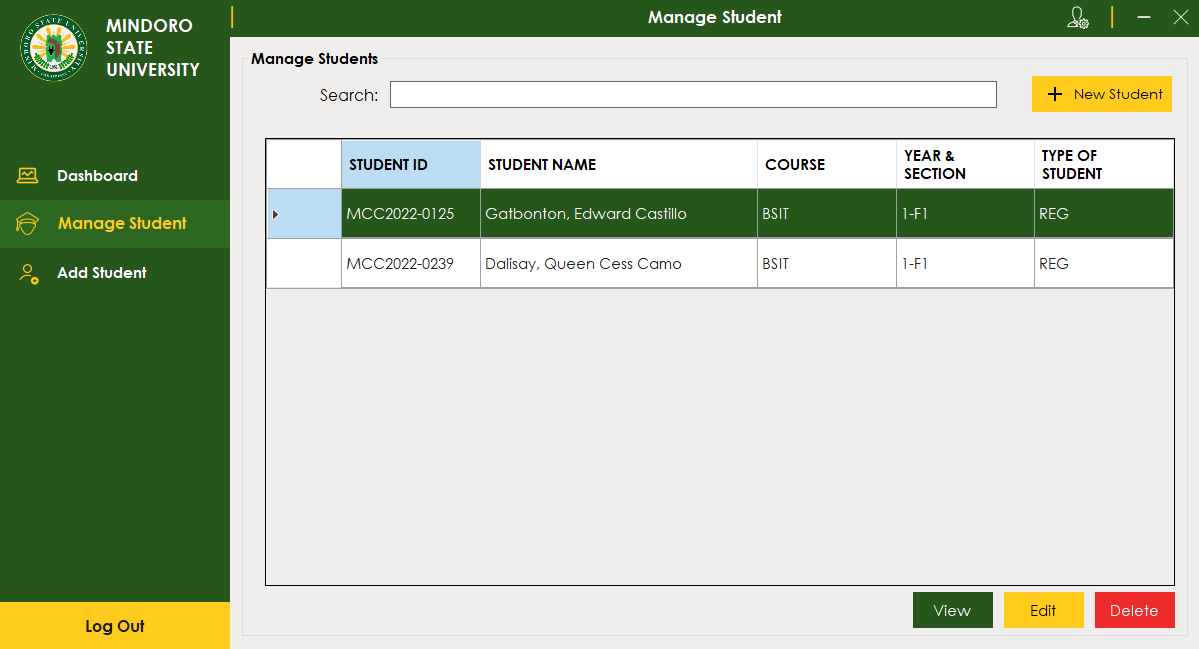 MINDORO
STATE
UNIVERSITY
Manage Student
Dashboard
Manage Student
Add Student
Log Out
Manage Students
Search:
+ New Student
STUDENT ID STUDENT NAME COURSE YEAR & SECTION TYPE OF STUDENT
MCC2022-0125 Gatbonton, Edward Castillo BSIT 1-F1 REG
MCC2022-0239 Dalisay, Queen Cess Camo BSIT 1-F1 REG
View Edit Delete